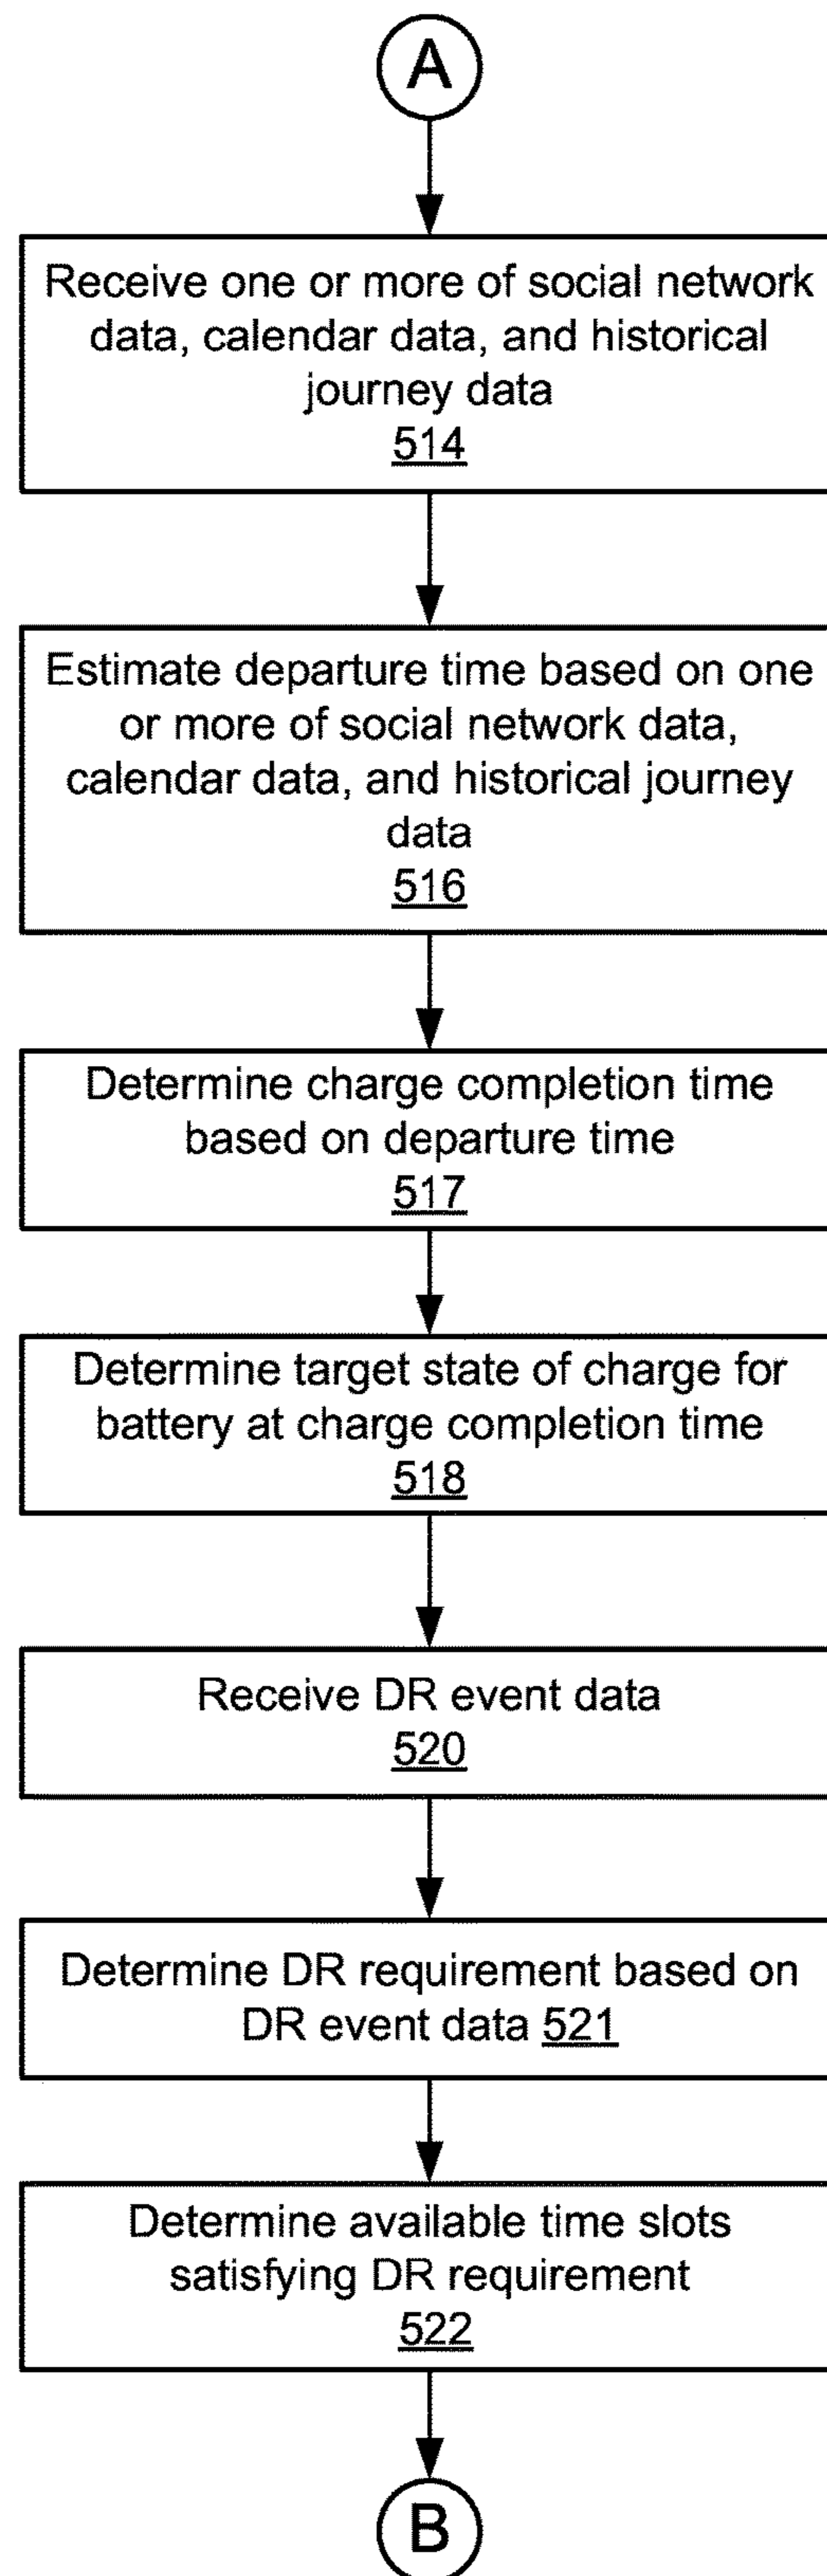 A
Receive one or more of social network
data, calendar data, and historical
journey data
514
Estimate departure time based on one
or more of social network data,
calendar data, and historical journey
data
516
Determine charge completion time
based on departure time
517
Determine target state of charge for
battery at charge completion time
518
Receive DR event data
520
Determine DR requirement based on
DR event data 521
Determine available time slots
satisfying DR requirement
522
B